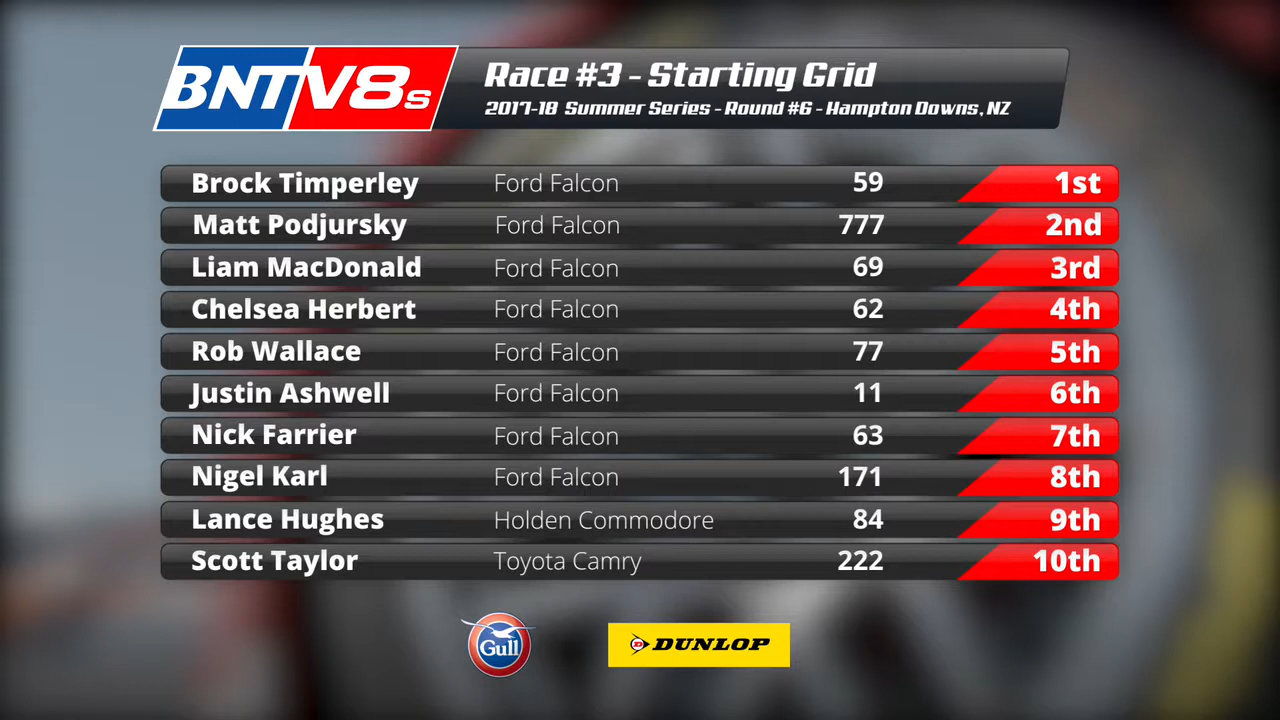 BNT V8s
Race #3 - Starting Grid
2017-18 Summer Series - Round #6 - Hampton Downs, NZ
Brock Timperley Ford Falcon 59 1st
Matt Podjursky Ford Falcon 777 2nd
Liam MacDonald Ford Falcon 69 3rd
Chelsea Herbert Ford Falcon 62 4th
Rob Wallace Ford Falcon 77 5th
Justin Ashwell Ford Falcon 11 6th
Nick Farrier Ford Falcon 63 7th
Nigel Karl Ford Falcon 171 8th
Lance Hughes Holden Commodore 84 9th
Scott Taylor Toyota Camry 222 10th
Gull DUNLOP